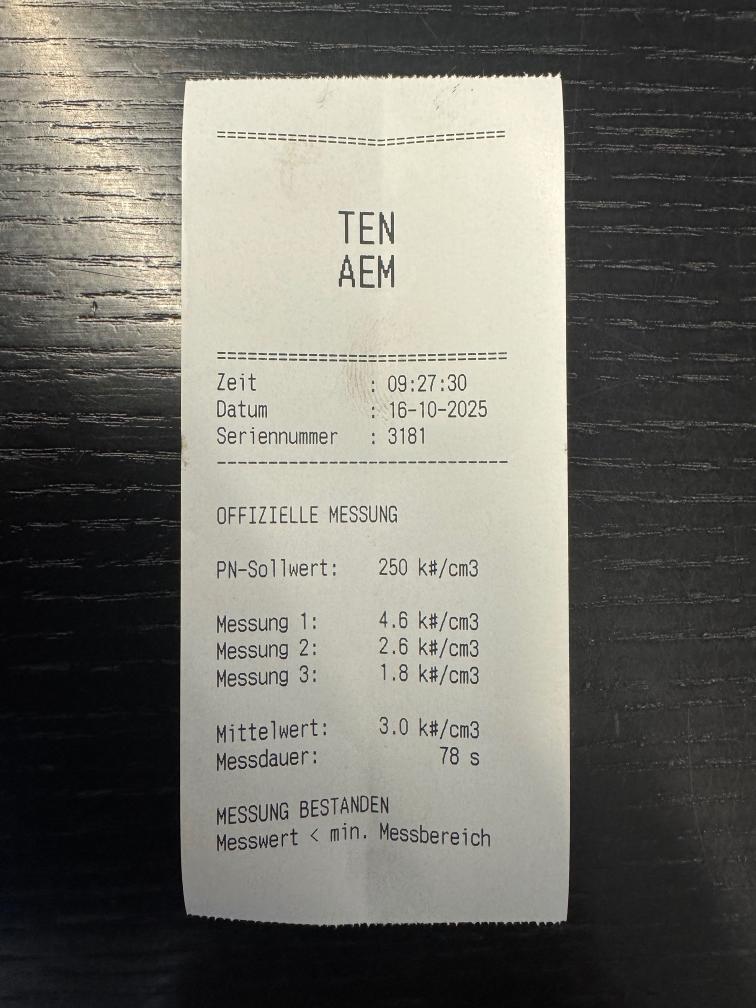 ==============================
TEN
AEM
==============================
Zeit : 09:27:30
Datum : 16-10-2025
Seriennummer : 3181
------------------------------
OFFIZIELLE MESSUNG
PN-Sollwert: 250 k#/cm3
Messung 1: 4.6 k#/cm3
Messung 2: 2.6 k#/cm3
Messung 3: 1.8 k#/cm3
Mittelwert: 3.0 k#/cm3
Messdauer: 78 s
MESSUNG BESTANDEN
Messwert < min. Messbereich